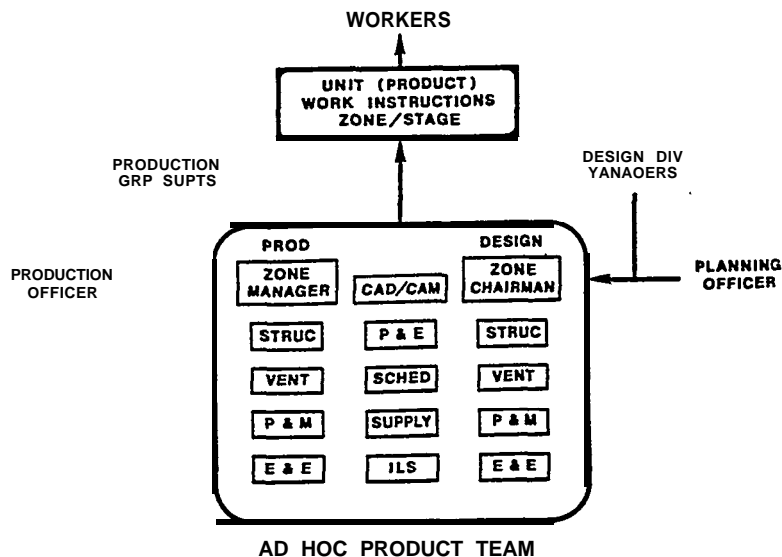 WORKERS
UNIT (PRODUCT)
WORK INSTRUCTIONS
ZONE/STAGE
PRODUCTION
GRP SUPTS
DESIGN DIV
YANAOERS
PROD
DESIGN
PRODUCTION
OFFICER
ZONE
MANAGER
CAD/CAM
ZONE
CHAIRMAN
PLANNING
OFFICER
STRUC
P & E
STRUC
VENT
SCHED
VENT
P & M
SUPPLY
P & M
E & E
ILS
E & E
AD HOC PRODUCT TEAM